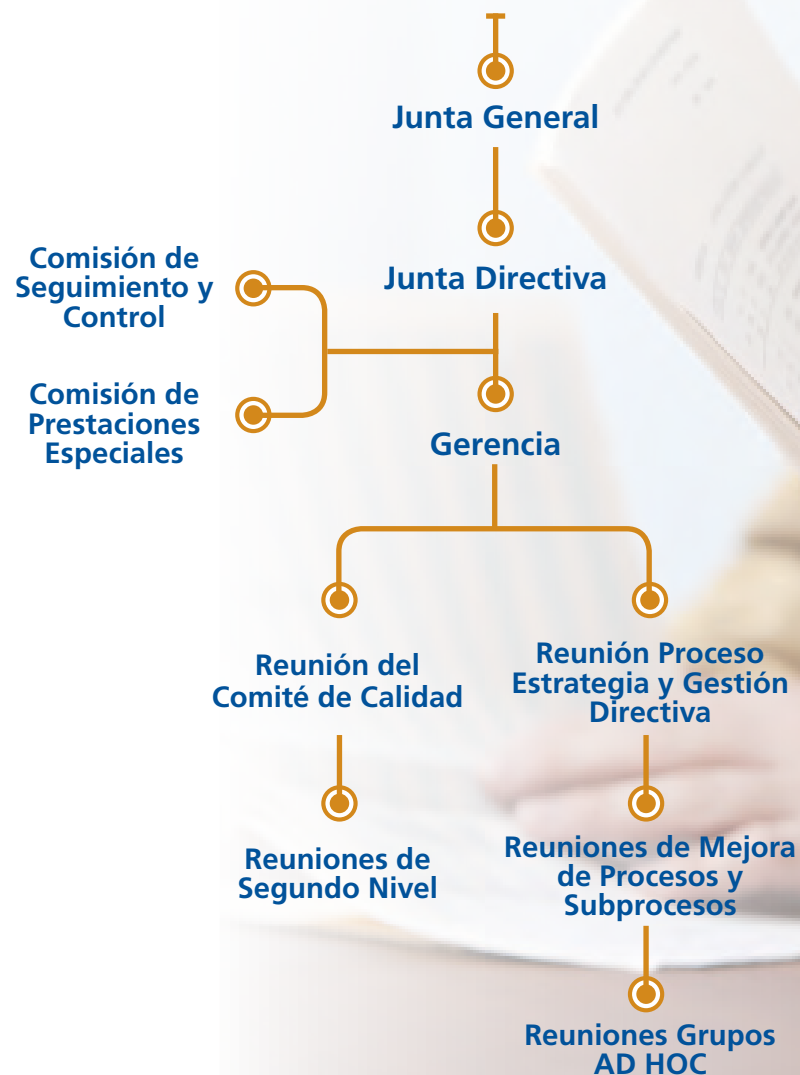 Junta General
Comisión de
Seguimiento y
Control
Junta Directiva
Comisión de
Prestaciones
Especiales
Gerencia
Reunión del
Comité de Calidad
Reunión Proceso
Estrategia y Gestión
Directiva
Reuniones de
Segundo Nivel
Reuniones de Mejora
de Procesos y
Subprocesos
Reuniones Grupos
AD HOC